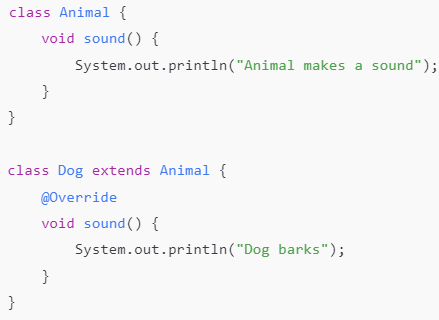 class Animal {
    void sound() {
        System.out.println("Animal makes a sound");
    }
}

class Dog extends Animal {
    @Override
    void sound() {
        System.out.println("Dog barks");
    }
}